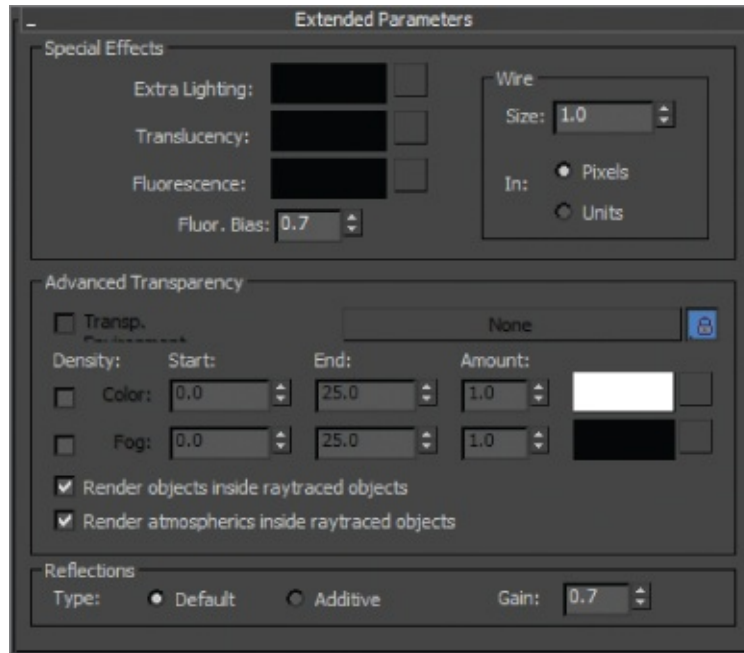 Extended Parameters
Special Effects
Extra Lighting:
Translucency:
Fluorescence:
Fluor. Bias: 0.7
Wire
Size: 1.0
In: Pixels
Units
Advanced Transparency
Transp. None
Density: Start: End: Amount:
Color: 0.0 25.0 1.0
Fog: 0.0 25.0 1.0
Render objects inside raytraced objects
Render atmospherics inside raytraced objects
Reflections
Type: Default Additive Gain: 0.7